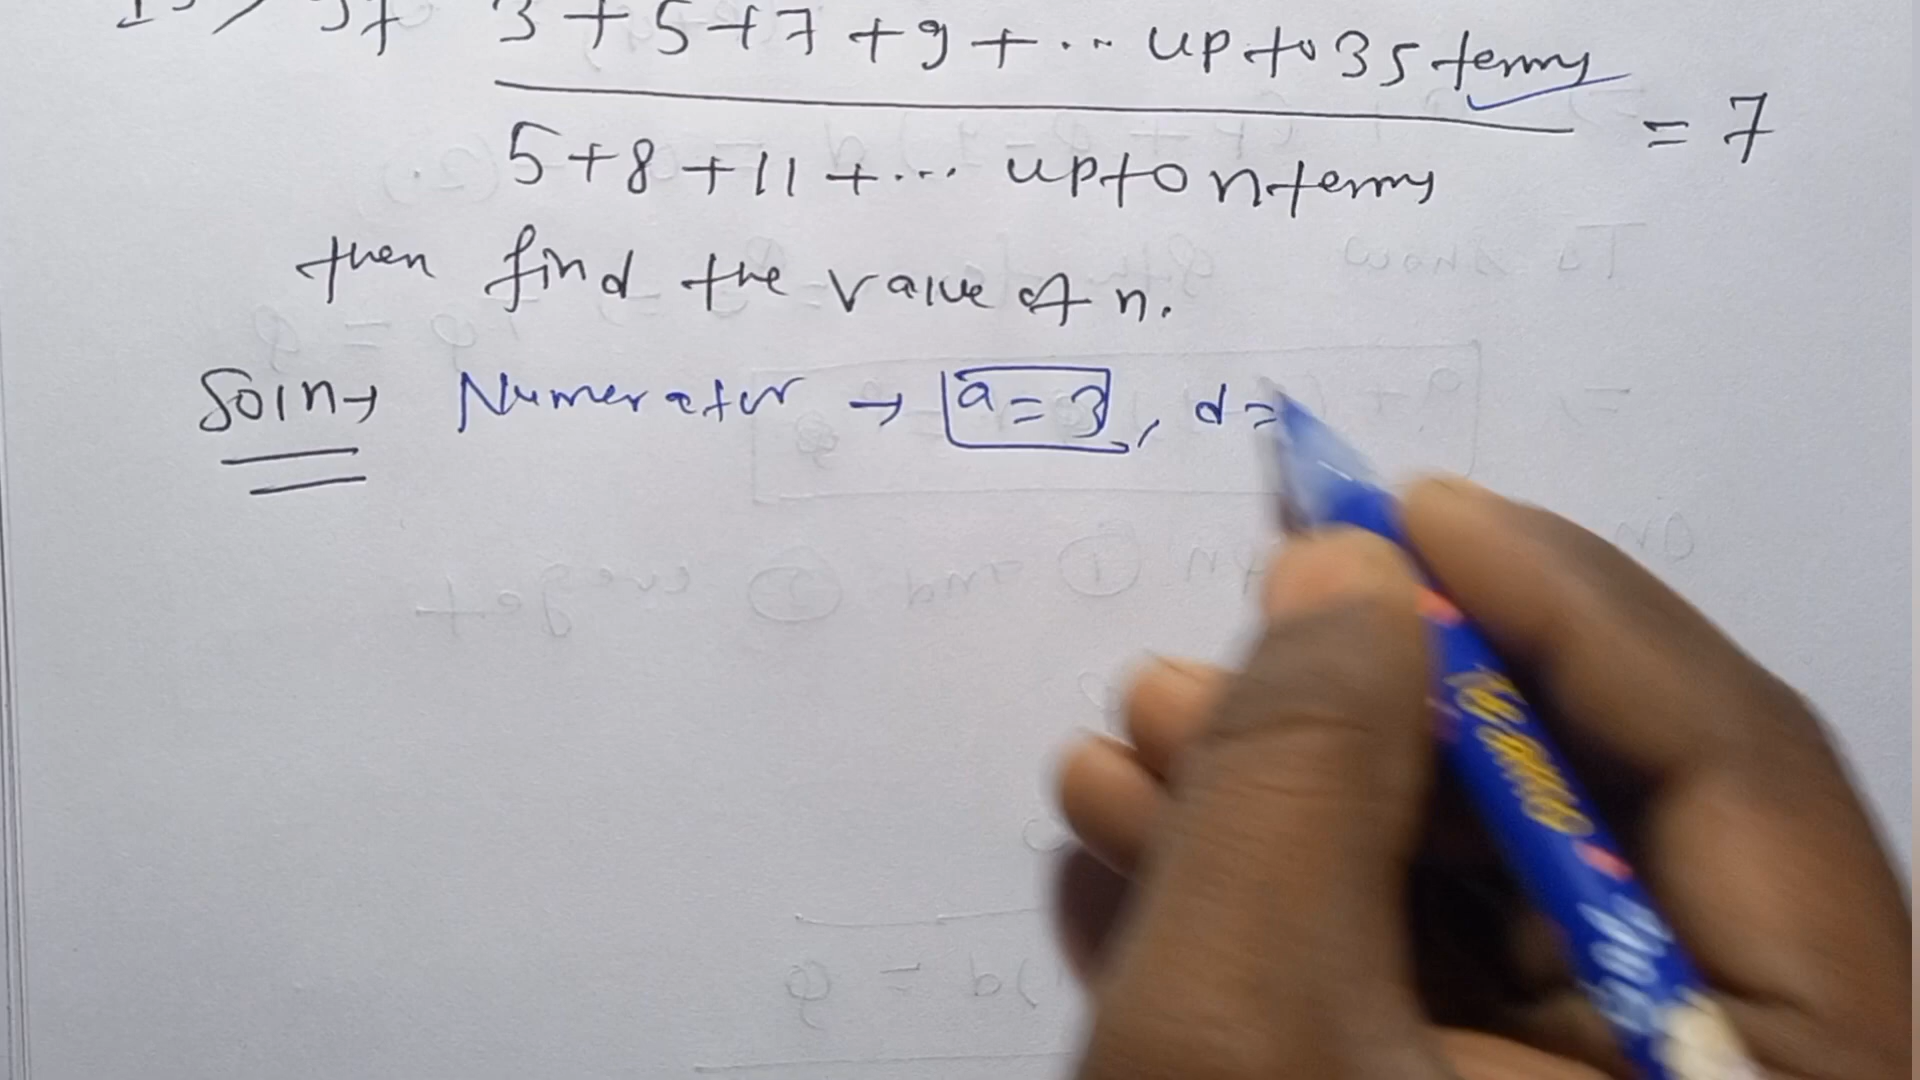 If 3+5+7+9+... upto 35 terms
5+8+11+... upto n terms
= 7
then find the value of n.
Soln→ Numerator → a=3, d=